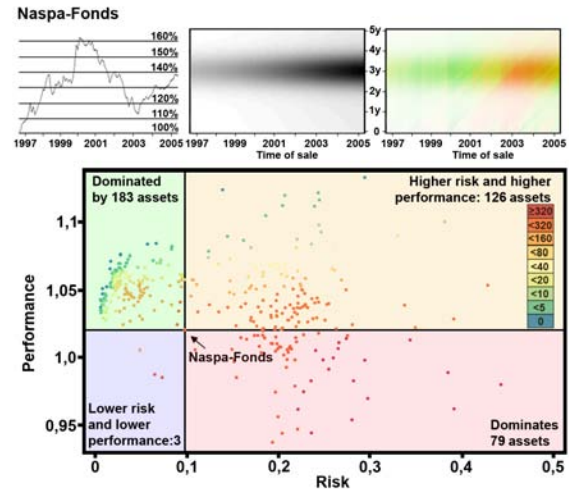 Naspa-Fonds
160%
150%
140%
120%
110%
100%
1997 1999 2001 2003 2005
1997 1999 2001 2003 2005
Time of sale
5y
4y
3y
2y
1y
0
1997 1999 2001 2003 2005
Time of sale
Dominated
by 183 assets
Higher risk and higher
performance: 126 assets
≥320
<320
<160
<80
<40
<20
<10
<5
0
Naspa-Fonds
Lower risk
and lower
performance:3
Dominates
79 assets
Performance
1,1
1,05
1,0
0,95
0 0,1 0,2 0,3 0,4 0,5
Risk